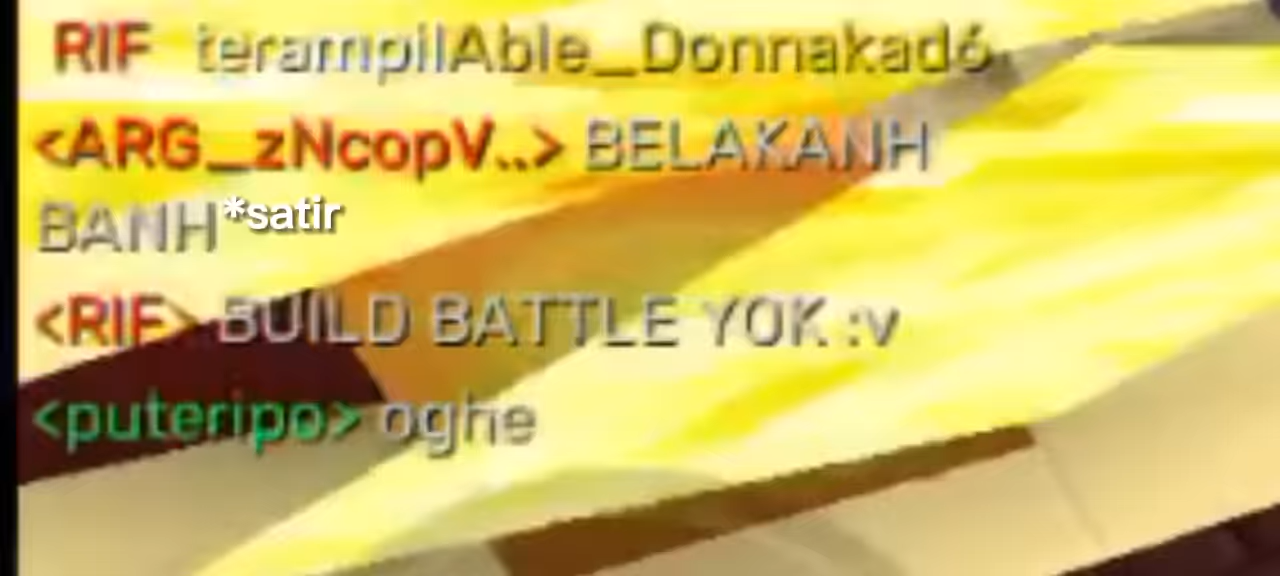 RIF terampilAble_Donnakad6
<ARG_zNcopV..> BELAKANH
BANH*satir
<RIF> BUILD BATTLE YOK :v
<puteripo> oghe